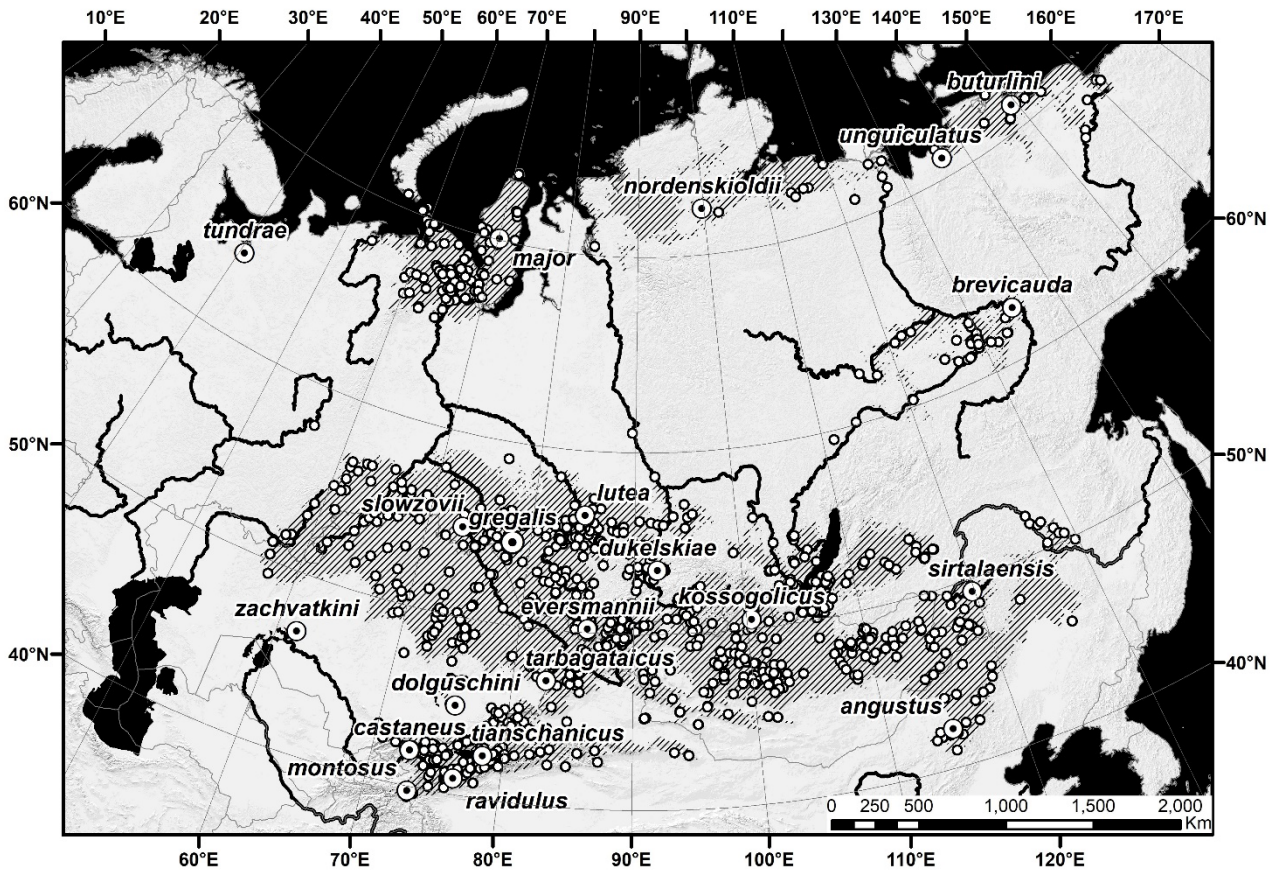 10°E 20°E 30°E 40°E 50°E 60°E 70°E 90°E 110°E 130°E 140°E 150°E 160°E 170°E
buturlini
unguiculatus
nordenskioldii
60°N
tundrae
60°N
major
brevicauda
50°N
50°N
lutea
slowzovii
gregalis
dukelskiae
sirtalaensis
zachvatkini
eversmannii
kossogolicus
40°N
tarbagataicus
40°N
dolguschini
angustus
castaneus
tianschanicus
montosus
ravidulus
0 250 500 1,000 1,500 2,000
Km
60°E 70°E 80°E 90°E 100°E 110°E 120°E